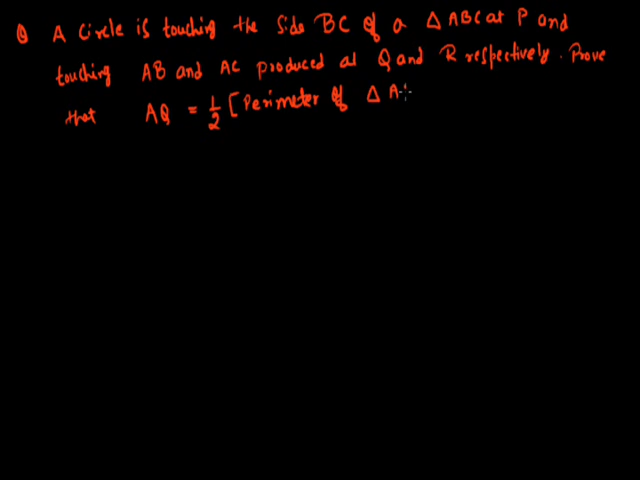 Q A Circle is touching the Side BC of a Δ ABC at P and
touching AB and AC produced at Q and R respectively. Prove
that AQ = 1/2 [Perimeter of Δ A